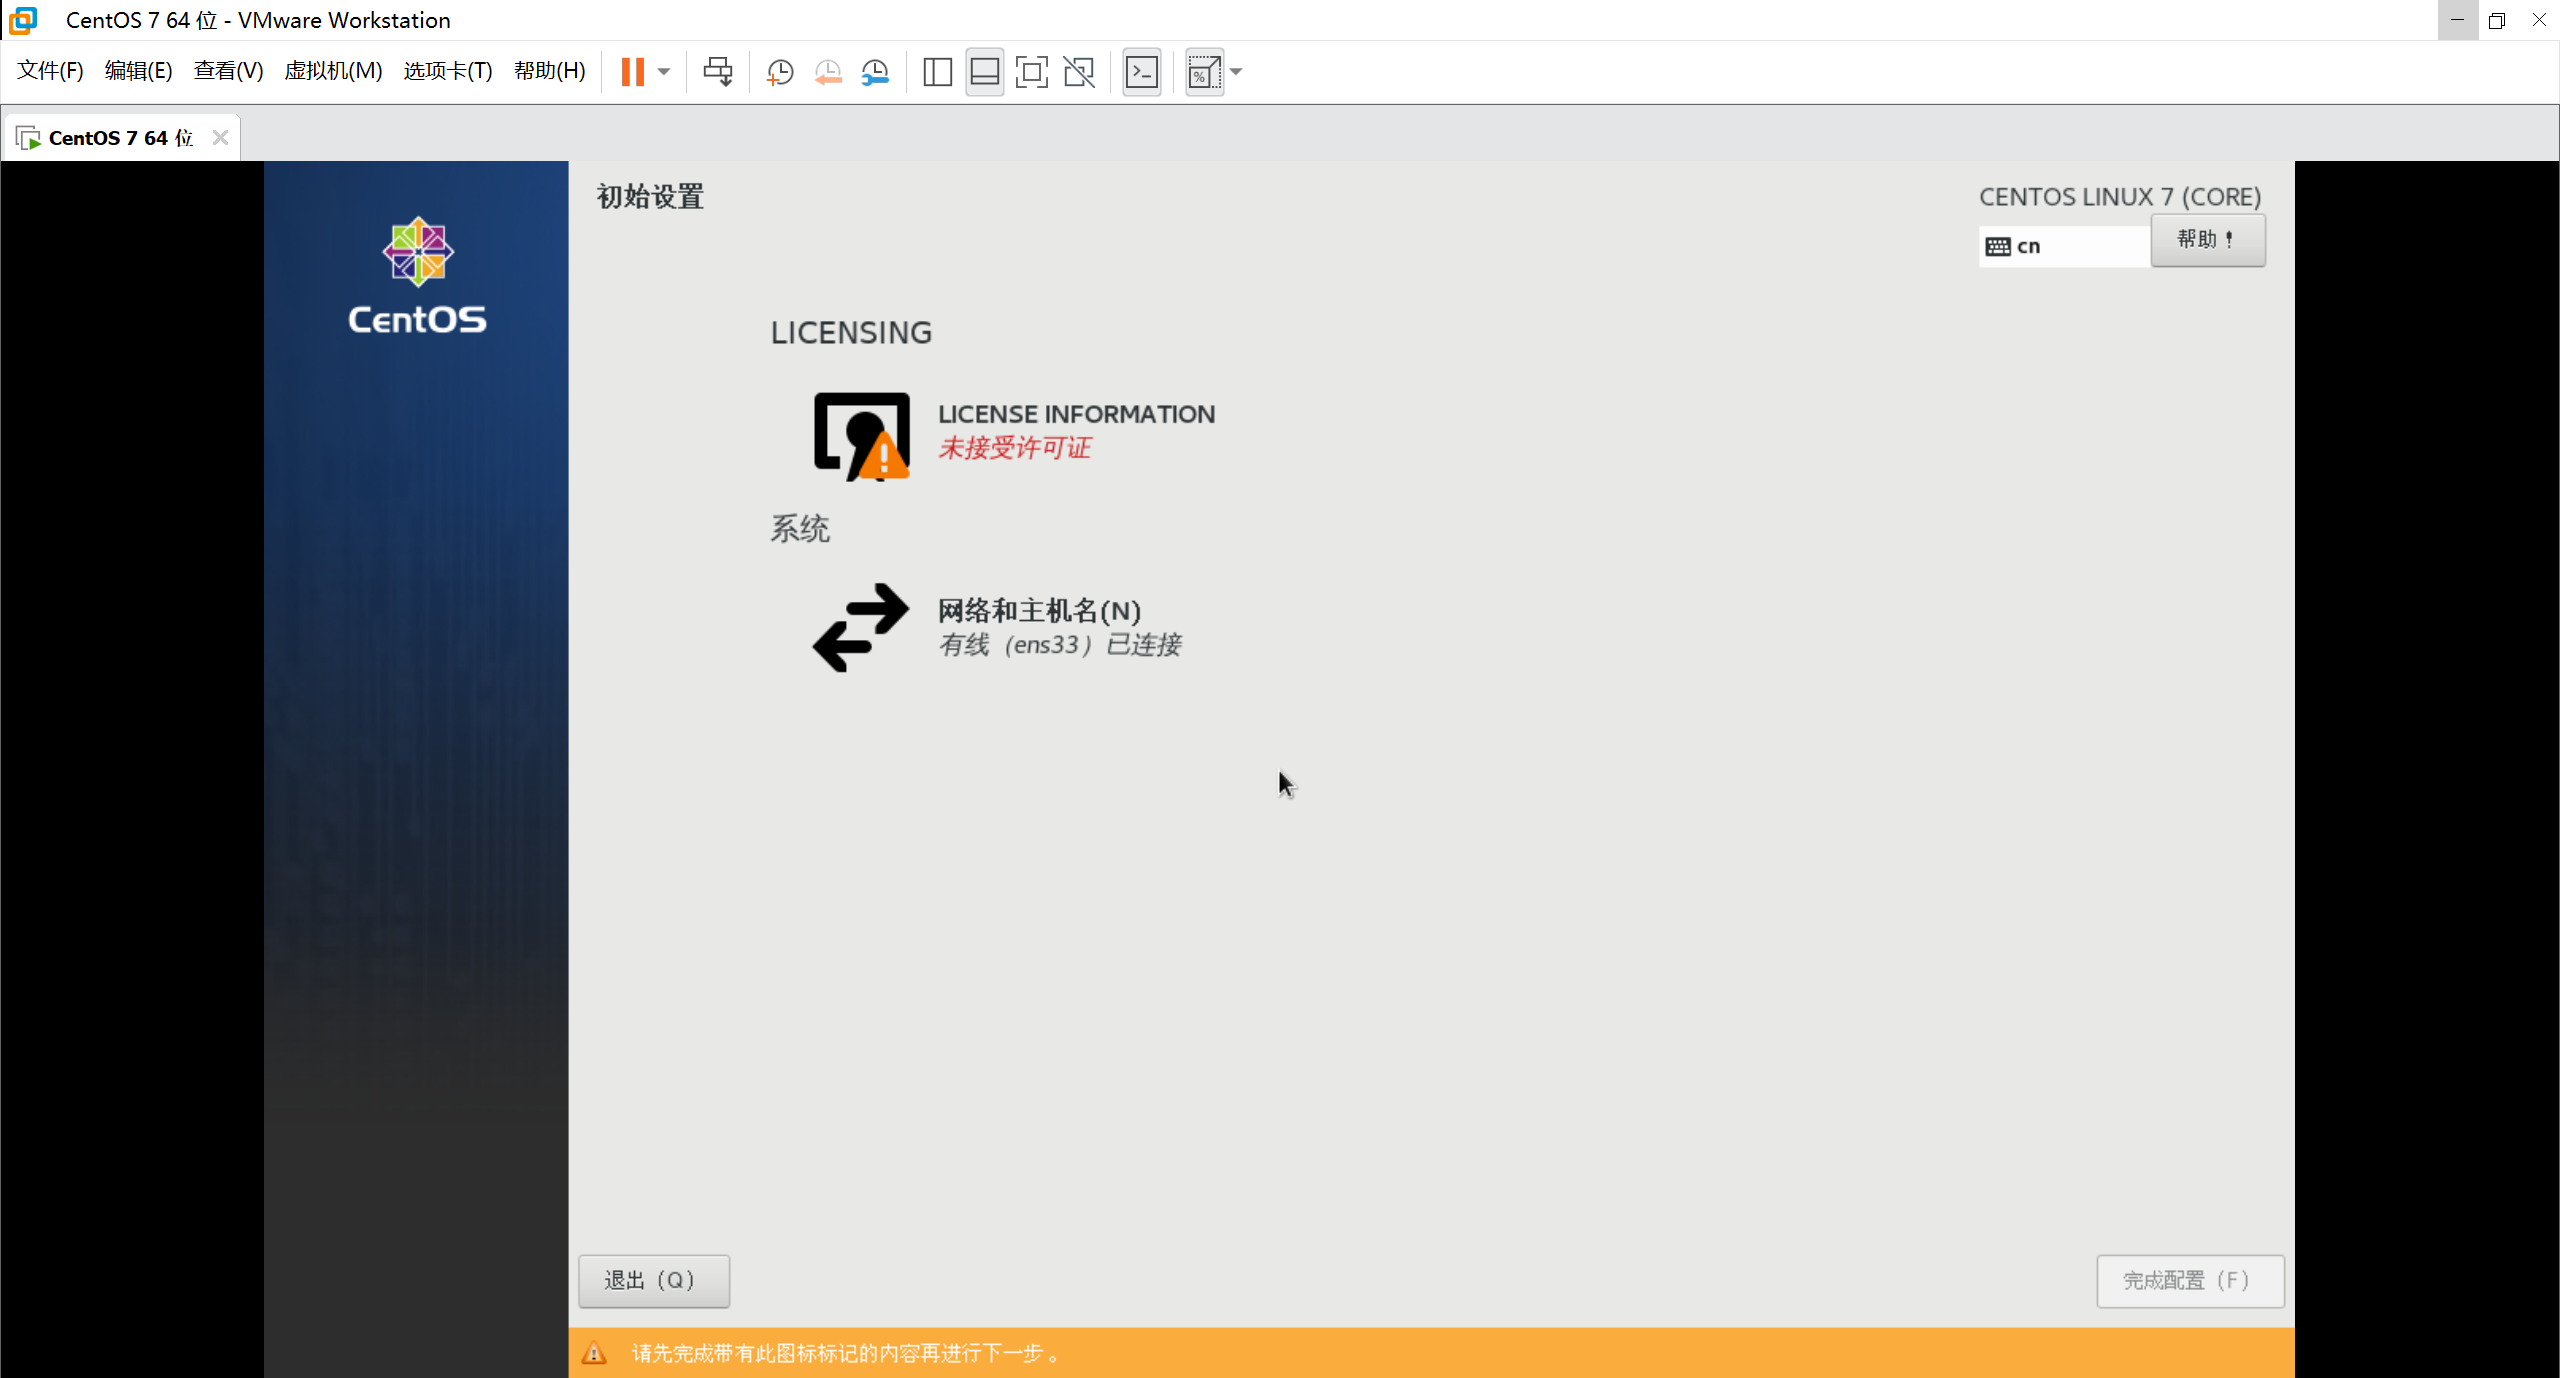 CentOS 7 64 位 - VMware Workstation
文件(F) 编辑(E) 查看(V) 虚拟机(M) 选项卡(T) 帮助(H)
CentOS 7 64 位
CentOS
初始设置
CENTOS LINUX 7 (CORE)
cn
帮助！
LICENSING
LICENSE INFORMATION
未接受许可证
系统
网络和主机名(N)
有线（ens33）已连接
退出（Q）
完成配置（F）
请先完成带有此图标标记的内容再进行下一步。